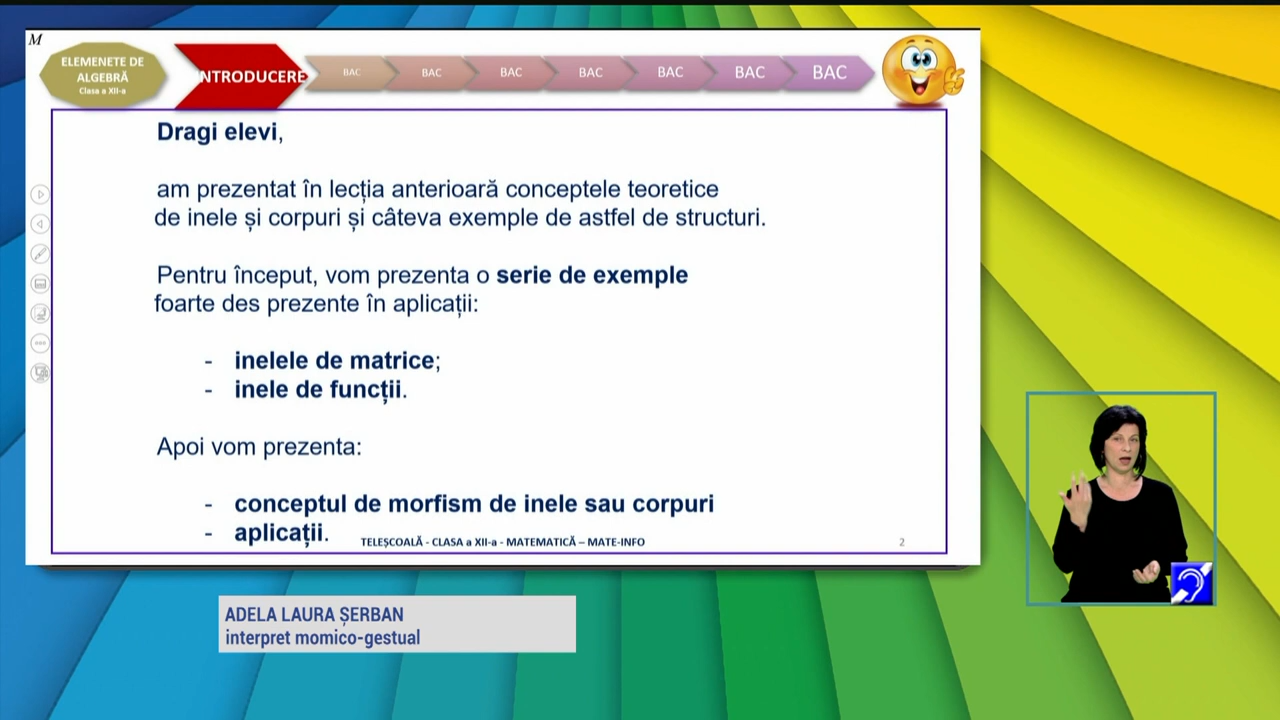 M
ELEMENETE DE
ALGEBRĂ
Clasa a XII-a
INTRODUCERE
BAC
BAC
BAC
BAC
BAC
BAC
BAC
Dragi elevi,
am prezentat în lecția anterioară conceptele teoretice
de inele și corpuri și câteva exemple de astfel de structuri.
Pentru început, vom prezenta o serie de exemple
foarte des prezente în aplicații:
- inelele de matrice;
- inele de funcții.
Apoi vom prezenta:
- conceptul de morfism de inele sau corpuri
- aplicații.
TELEȘCOALĂ - CLASA a XII-a - MATEMATICĂ – MATE-INFO
2
ADELA LAURA ȘERBAN
interpret momico-gestual